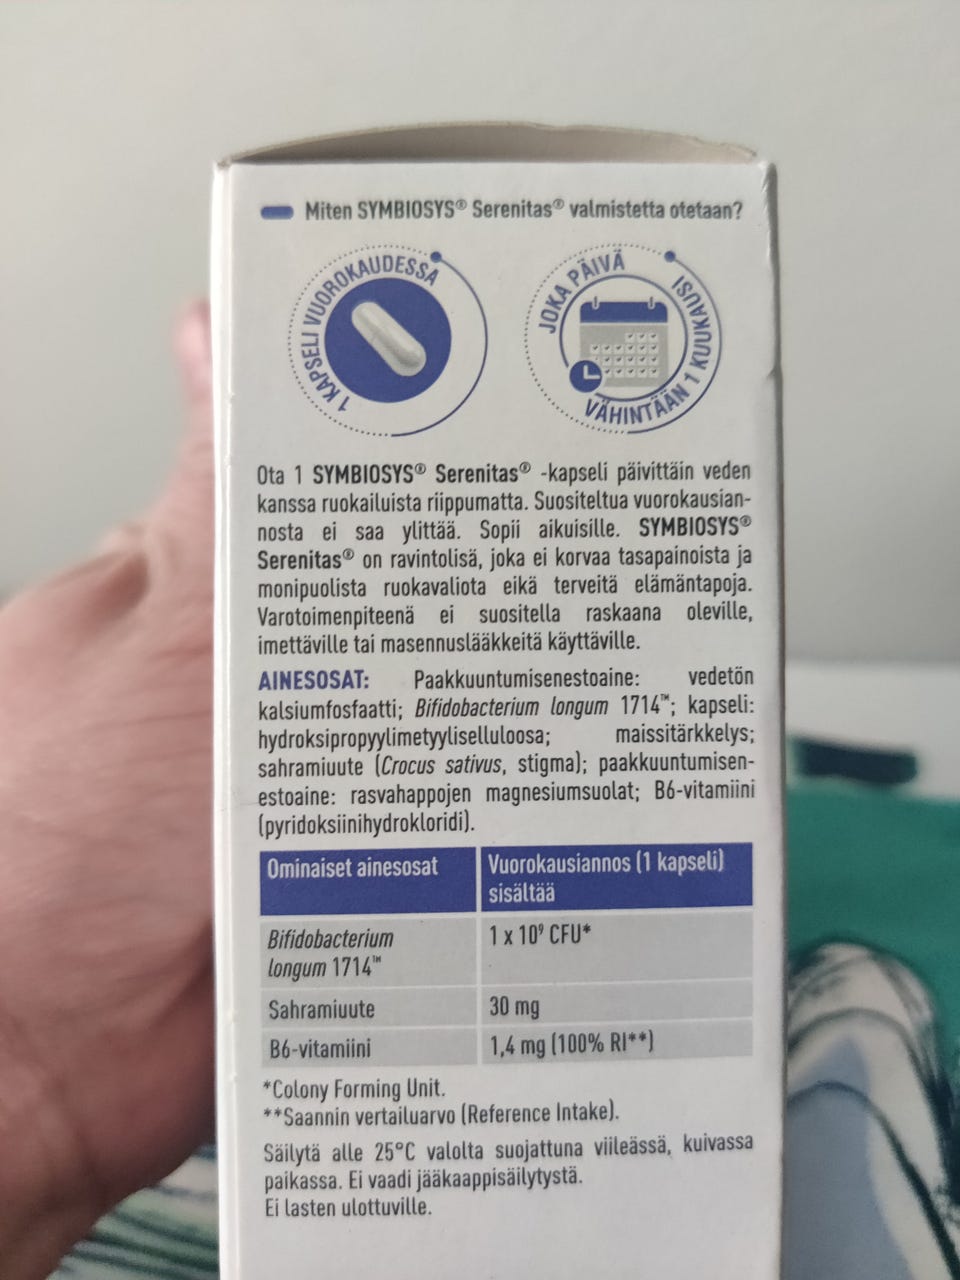 Miten SYMBIOSYS® Serenitas® valmistetta otetaan?
1 KAPSELI VUOROKAUDESSA
JOKA PÄIVÄ
VÄHINTÄÄN 1 KUUKAUSI
Ota 1 SYMBIOSYS® Serenitas® -kapseli päivittäin veden
kanssa ruokailuista riippumatta. Suositeltua vuorokausian-
nosta ei saa ylittää. Sopii aikuisille. SYMBIOSYS®
Serenitas® on ravintolisä, joka ei korvaa tasapainoista ja
monipuolista ruokavaliota eikä terveitä elämäntapoja.
Varotoimenpiteenä ei suositella raskaana oleville,
imettäville tai masennuslääkkeitä käyttäville.
AINESOSAT: Paakkuuntumisenestoaine: vedetön
kalsiumfosfaatti; Bifidobacterium longum 1714™; kapseli:
hydroksipropyylimetyyliselluloosa; maissitärkkelys;
sahramiuute (Crocus sativus, stigma); paakkuuntumisen-
estoaine: rasvahappojen magnesiumsuolat; B6-vitamiini
(pyridoksiinihydrokloridi).
Ominaiset ainesosat
Vuorokausiannos (1 kapseli)
sisältää
Bifidobacterium
longum 1714™
1 x 10⁹ CFU*
Sahramiuute
30 mg
B6-vitamiini
1,4 mg (100% RI**)
*Colony Forming Unit.
**Saannin vertailuarvo (Reference Intake).
Säilytä alle 25°C valolta suojattuna viileässä, kuivassa
paikassa. Ei vaadi jääkaappisäilytystä.
Ei lasten ulottuville.